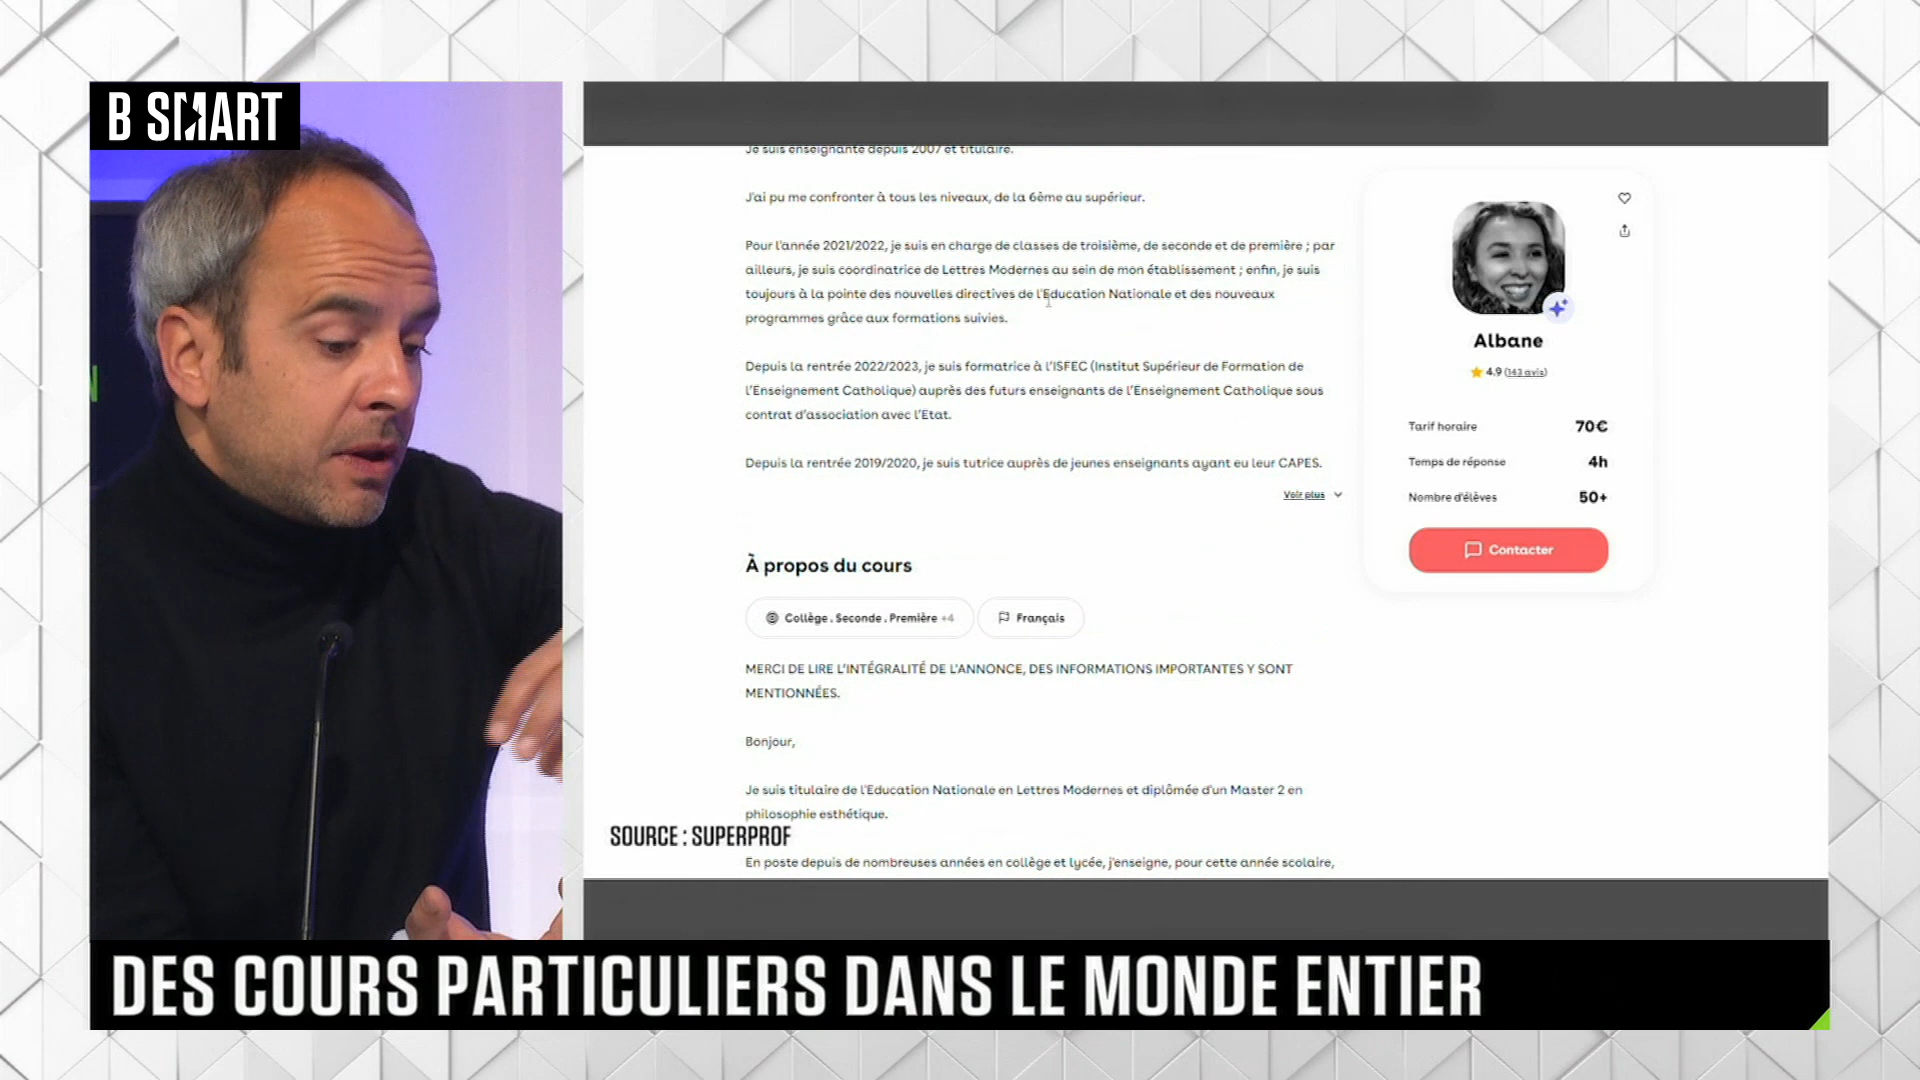 B SMART
N
Je suis enseignante depuis 2007 et titulaire.
J'ai pu me confronter à tous les niveaux, de la 6ème au supérieur.
Pour l'année 2021/2022, je suis en charge de classes de troisième, de seconde et de première ; par
ailleurs, je suis coordinatrice de Lettres Modernes au sein de mon établissement ; enfin, je suis
toujours à la pointe des nouvelles directives de l'Education Nationale et des nouveaux
programmes grâce aux formations suivies.
Depuis la rentrée 2022/2023, je suis formatrice à l'ISFEC (Institut Supérieur de Formation de
l'Enseignement Catholique) auprès des futurs enseignants de l'Enseignement Catholique sous
contrat d'association avec l'Etat.
Depuis la rentrée 2019/2020, je suis tutrice auprès de jeunes enseignants ayant eu leur CAPES.
Voir plus
À propos du cours
Collège . Seconde . Première +4
Français
MERCI DE LIRE L'INTÉGRALITÉ DE L'ANNONCE, DES INFORMATIONS IMPORTANTES Y SONT
MENTIONNÉES.
Bonjour,
Je suis titulaire de l'Education Nationale en Lettres Modernes et diplômée d'un Master 2 en
philosophie esthétique.
En poste depuis de nombreuses années en collège et lycée, j'enseigne, pour cette année scolaire,
Albane
4.9 (143 avis)
Tarif horaire 70€
Temps de réponse 4h
Nombre d'élèves 50+
Contacter
SOURCE : SUPERPROF
DES COURS PARTICULIERS DANS LE MONDE ENTIER